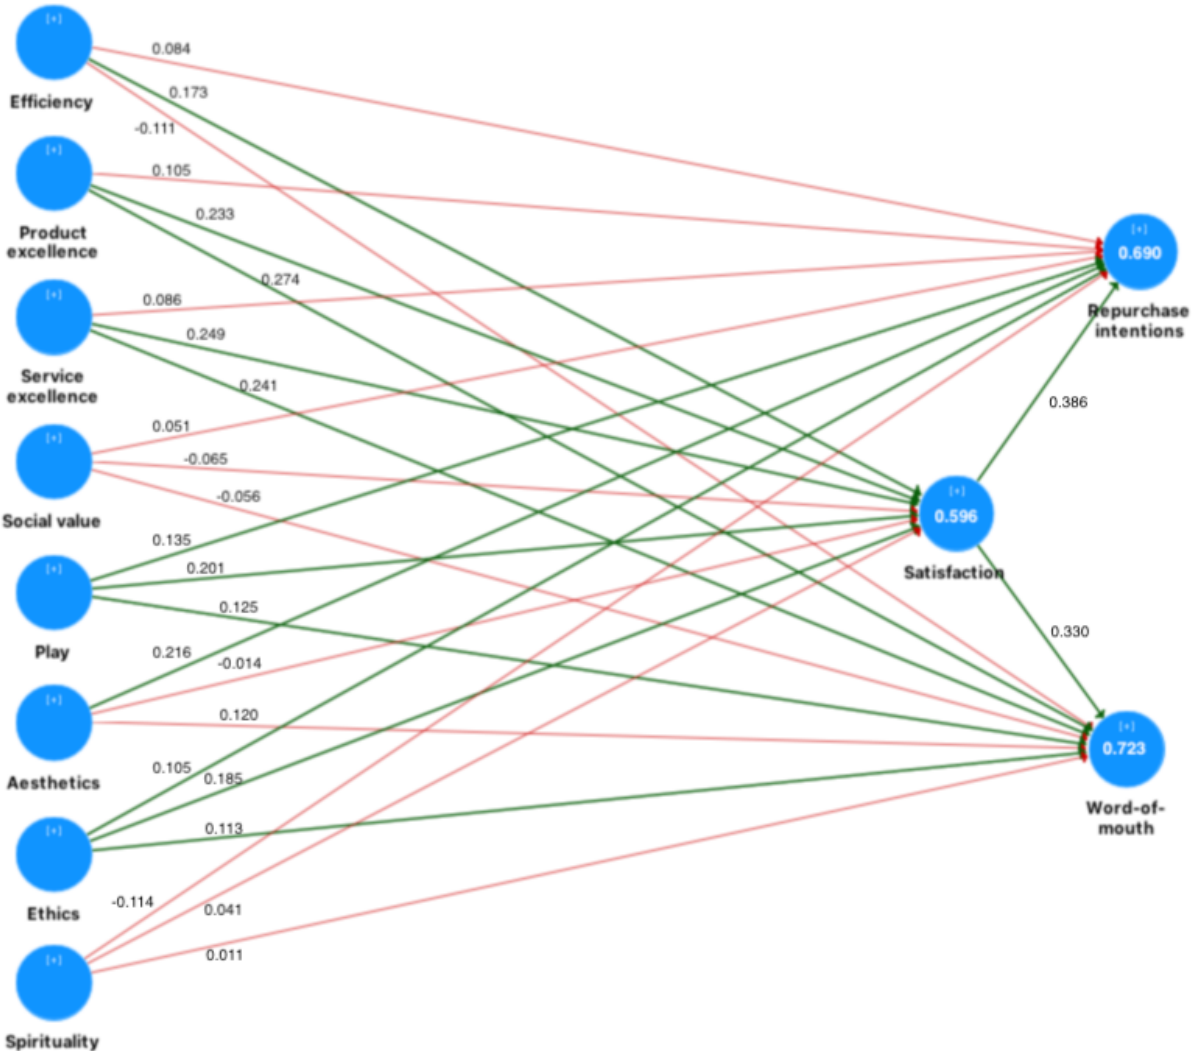 [+]
Efficiency
[+]
Product
excellence
[+]
Service
excellence
[+]
Social value
[+]
Play
[+]
Aesthetics
[+]
Ethics
[+]
Spirituality
0.084
0.173
-0.111
0.105
0.233
0.274
0.086
0.249
0.241
0.051
-0.065
-0.056
0.135
0.201
0.125
0.216
-0.014
0.120
0.105
0.185
0.113
-0.114
0.041
0.011
[+]
0.690
Repurchase
intentions
0.386
[+]
0.596
Satisfaction
0.330
[+]
0.723
Word-of-
mouth